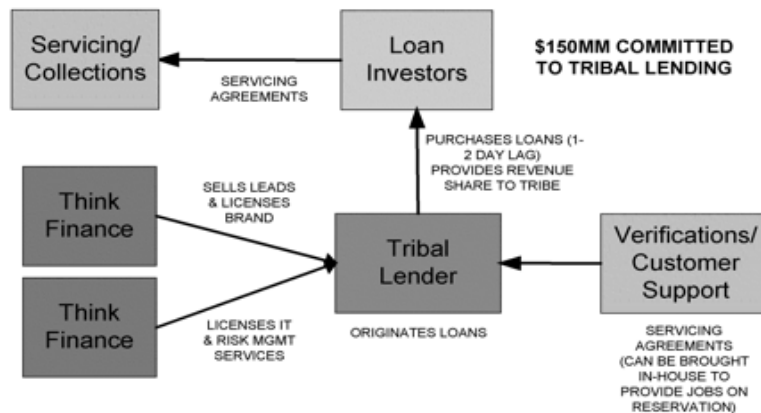 Servicing/
Collections
Loan
Investors
$150MM COMMITTED
TO TRIBAL LENDING
SERVICING
AGREEMENTS
PURCHASES LOANS (1-
2 DAY LAG)
PROVIDES REVENUE
SHARE TO TRIBE
Think
Finance
SELLS LEADS
& LICENSES
BRAND
Tribal
Lender
Verifications/
Customer
Support
Think
Finance
LICENSES IT
& RISK MGMT
SERVICES
ORIGINATES LOANS
SERVICING
AGREEMENTS
(CAN BE BROUGHT
IN-HOUSE TO
PROVIDE JOBS ON
RESERVATION)